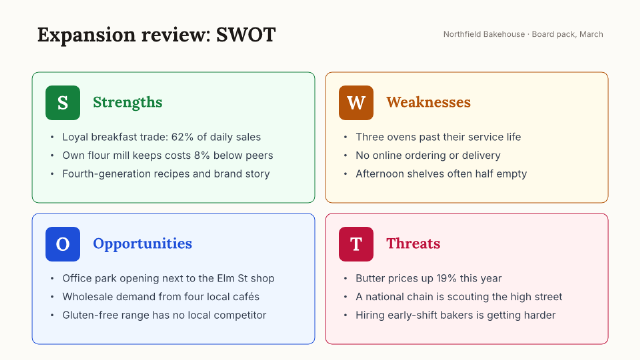 Expansion review: SWOT
Northfield Bakehouse · Board pack, March
S Strengths
• Loyal breakfast trade: 62% of daily sales
• Own flour mill keeps costs 8% below peers
• Fourth-generation recipes and brand story
W Weaknesses
• Three ovens past their service life
• No online ordering or delivery
• Afternoon shelves often half empty
O Opportunities
• Office park opening next to the Elm St shop
• Wholesale demand from four local cafés
• Gluten-free range has no local competitor
T Threats
• Butter prices up 19% this year
• A national chain is scouting the high street
• Hiring early-shift bakers is getting harder